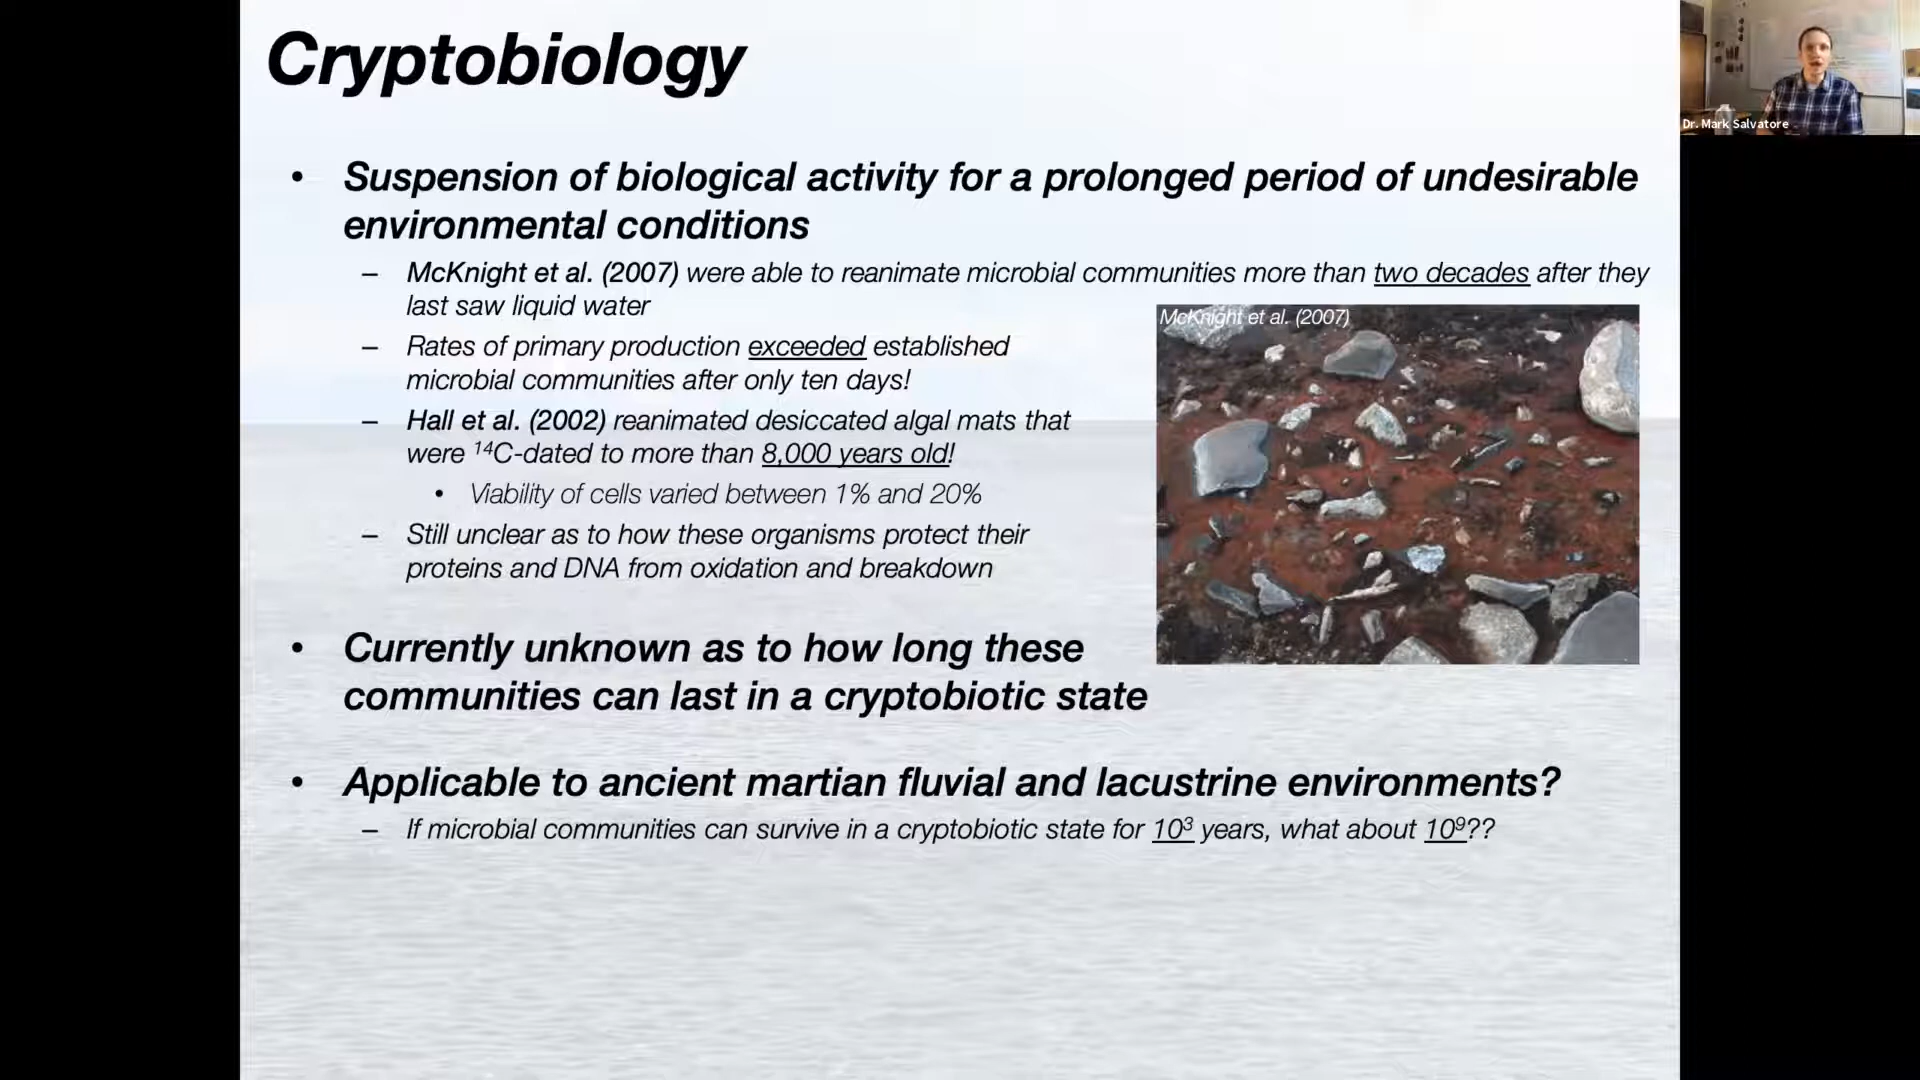 Cryptobiology
Dr. Mark Salvatore
• Suspension of biological activity for a prolonged period of undesirable
environmental conditions
– McKnight et al. (2007) were able to reanimate microbial communities more than two decades after they
last saw liquid water
McKnight et al. (2007)
– Rates of primary production exceeded established
microbial communities after only ten days!
– Hall et al. (2002) reanimated desiccated algal mats that
were ¹⁴C-dated to more than 8,000 years old!
• Viability of cells varied between 1% and 20%
– Still unclear as to how these organisms protect their
proteins and DNA from oxidation and breakdown
• Currently unknown as to how long these
communities can last in a cryptobiotic state
• Applicable to ancient martian fluvial and lacustrine environments?
– If microbial communities can survive in a cryptobiotic state for 10³ years, what about 10⁹??